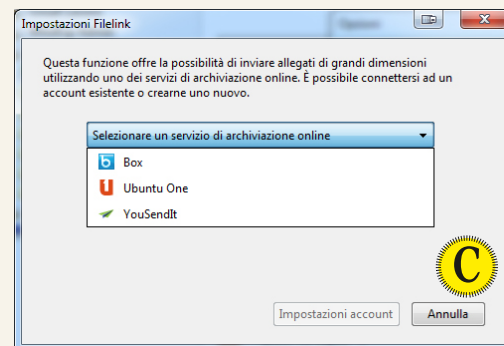 Impostazioni Filelink
Questa funzione offre la possibilità di inviare allegati di grandi dimensioni
utilizzando uno dei servizi di archiviazione online. È possibile connettersi ad un
account esistente o crearne uno nuovo.
Selezionare un servizio di archiviazione online
Box
Ubuntu One
YouSendIt
C
Impostazioni account Annulla